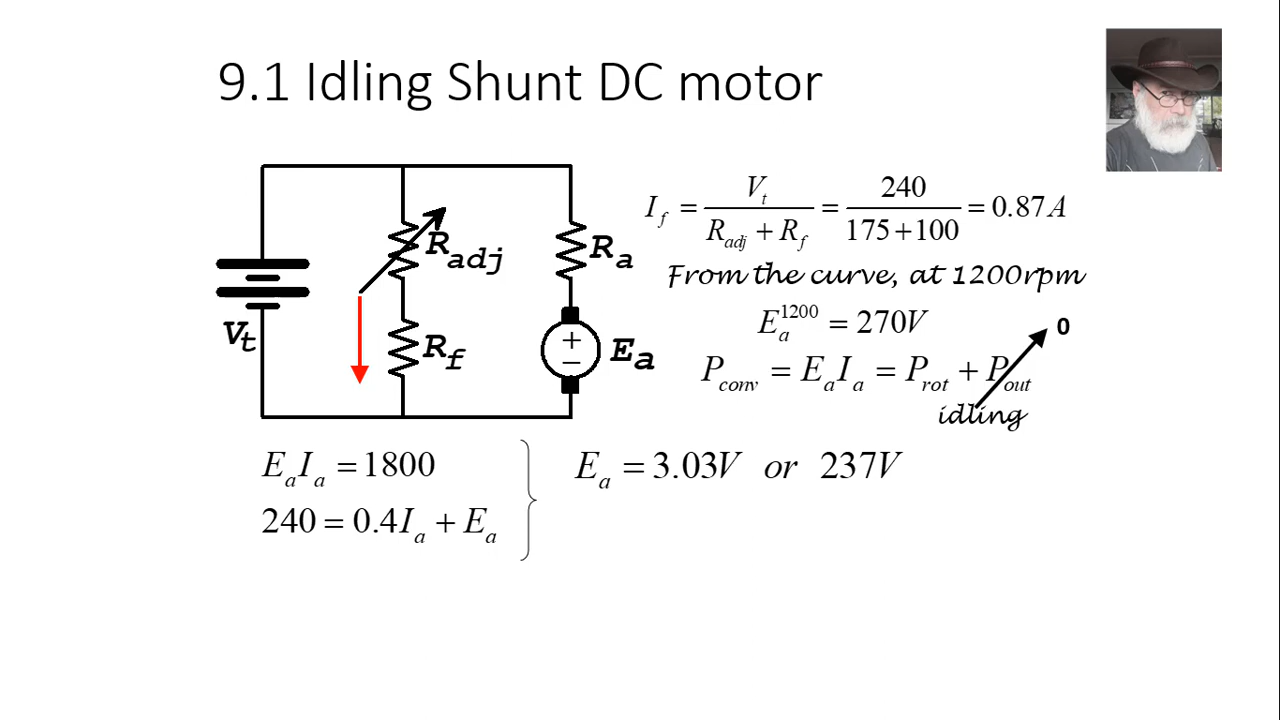 9.1 Idling Shunt DC motor
V_t
R_adj
R_f
R_a
+
−
E_a
I_f = V_t / (R_adj + R_f) = 240 / (175+100) = 0.87A
From the curve, at 1200rpm
E_a^1200 = 270V
0
P_conv = E_a I_a = P_rot + P_out
idling
E_a I_a = 1800
240 = 0.4I_a + E_a
E_a = 3.03V or 237V